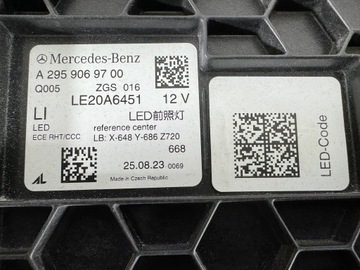 Mercedes-Benz
A 295 906 97 00
Q005 ZGS 016
LE20A6451 12 V
LI LED前照灯
LED reference center
ECE RHT/CCC LB: X-648 Y-686 Z720
668
25.08.23 0069
AL Made in Czech Republic
LED-Code